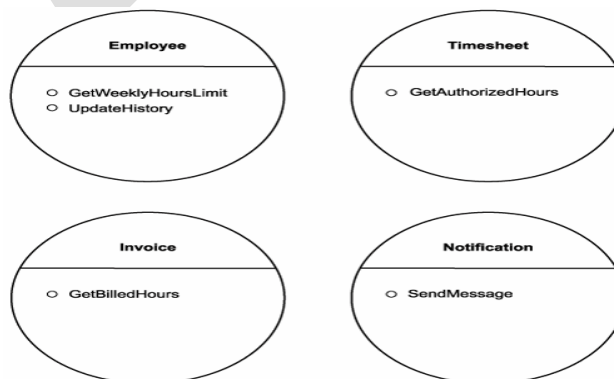 Employee
GetWeeklyHoursLimit
UpdateHistory
Timesheet
GetAuthorizedHours
Invoice
GetBilledHours
Notification
SendMessage